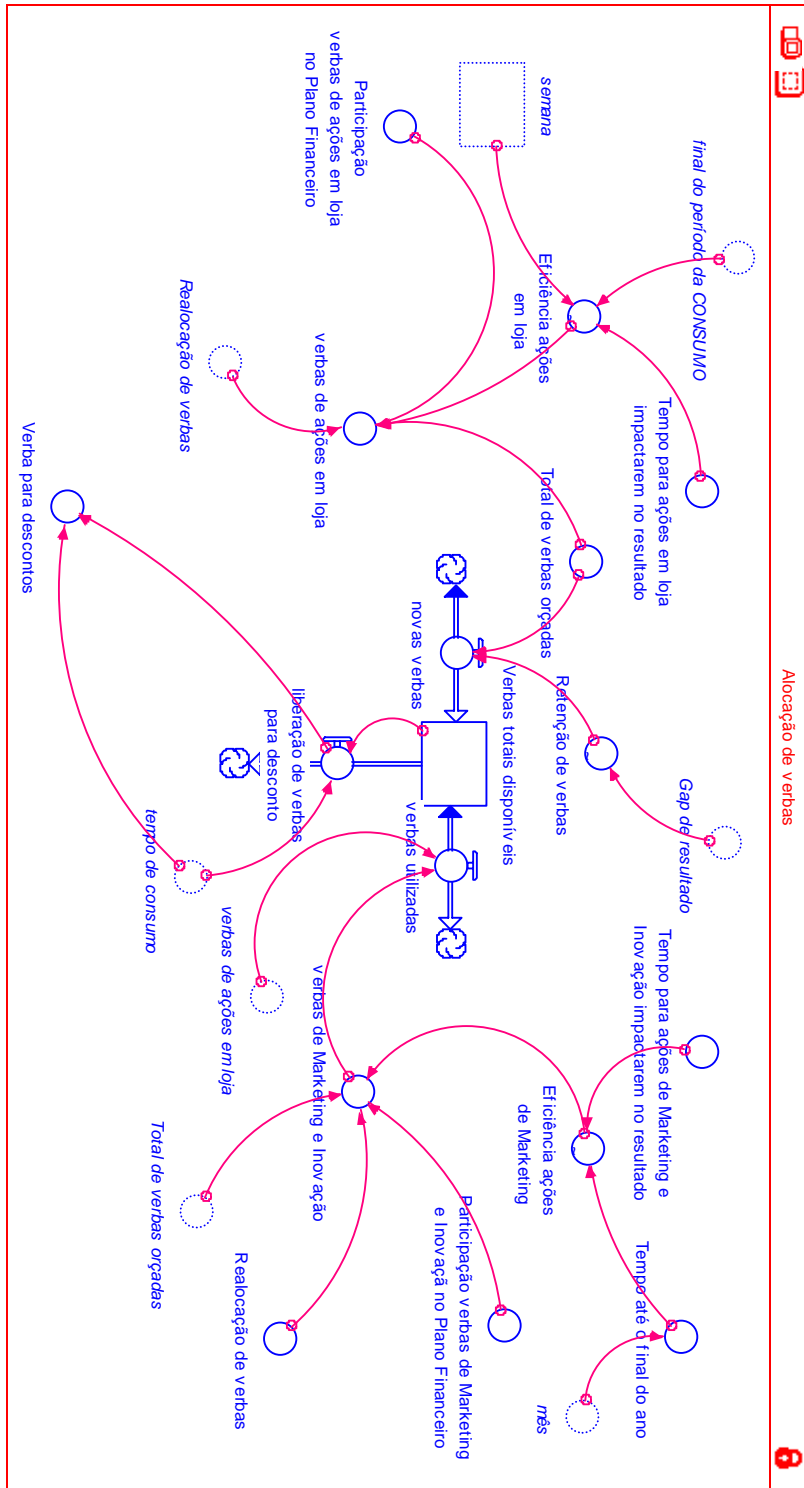 Alocação de verbas
final do período da CONSUMO
Tempo para ações em loja
impactarem no resultado
Gap de resultado
Tempo para ações de Marketing e
Inovação impactarem no resultado
Tempo até o final do ano
mês
semana
Eficiência ações
em loja
Total de verbas orçadas
Retenção de verbas
Verbas totais disponíveis
novas verbas
verbas utilizadas
Eficiência ações
de Marketing
Participação verbas de Marketing
e Inovaçã no Plano Financeiro
Participação
verbas de ações em loja
no Plano Financeiro
verbas de ações em loja
liberação de verbas
para desconto
verbas de Marketing e Inovação
Realocação de verbas
verbas de ações em loja
Realocação de verbas
tempo de consumo
Total de verbas orçadas
Verba para descontos